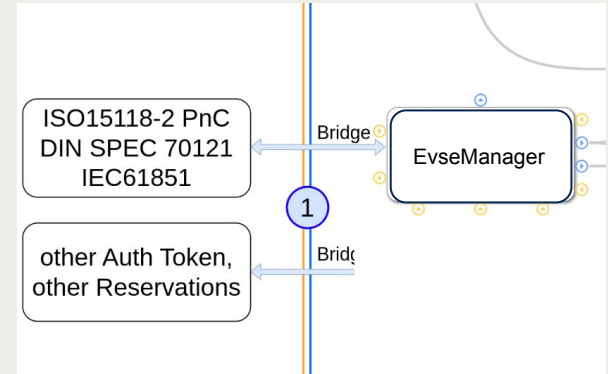 ISO15118-2 PnC
DIN SPEC 70121
IEC61851
Bridge
EvseManager
1
other Auth Token,
other Reservations